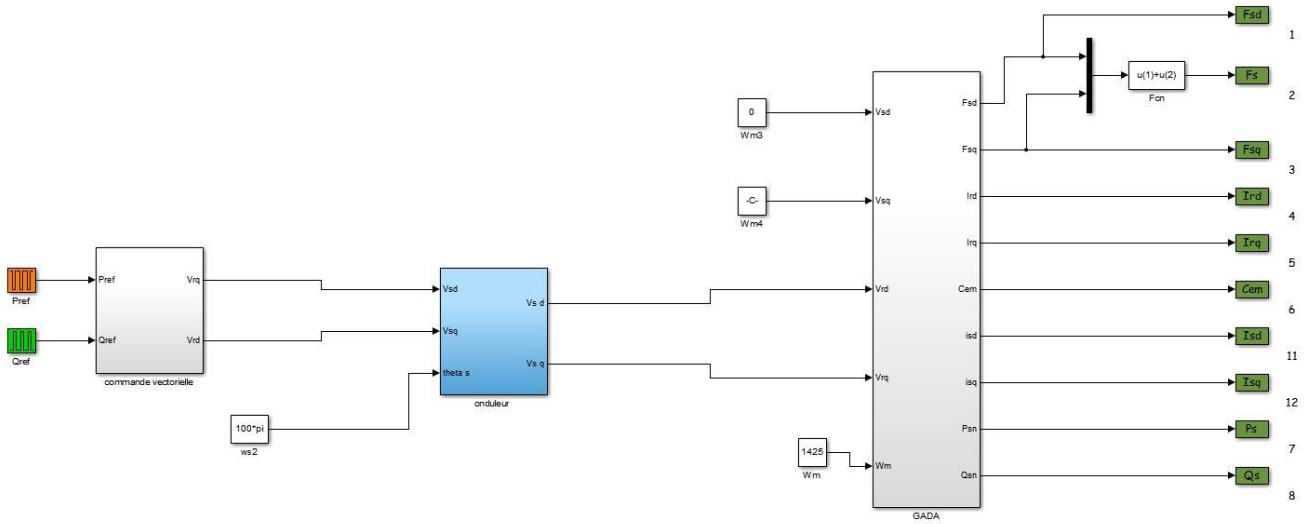 Pref
Qref
Pref
Qref
Vrq
Vrd
commande vectorielle
100*pi
ws2
Vsd
Vsq
theta s
Vs d
Vs q
onduleur
0
Wm3
-C-
Wm4
1425
Wm
Vsd
Vsq
Vrd
Vrq
Wm
Fsd
Fsq
Ird
Irq
Cem
isd
isq
Psn
Qsn
GADA
u(1)+u(2)
Fcn
Fsd
1
Fs
2
Fsq
3
Ird
4
Irq
5
Cem
6
Isd
11
Isq
12
Ps
7
Qs
8